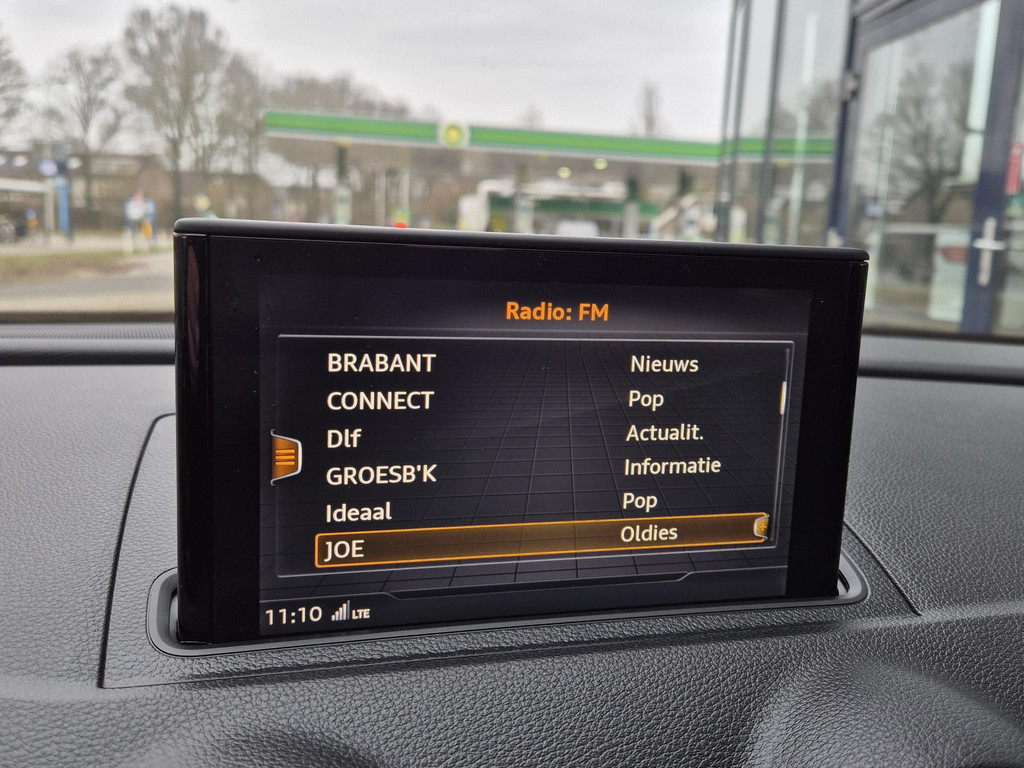 Radio: FM
BRABANT Nieuws
CONNECT Pop
Dlf Actualit.
GROESB'K Informatie
Ideaal Pop
JOE Oldies
11:10 LTE